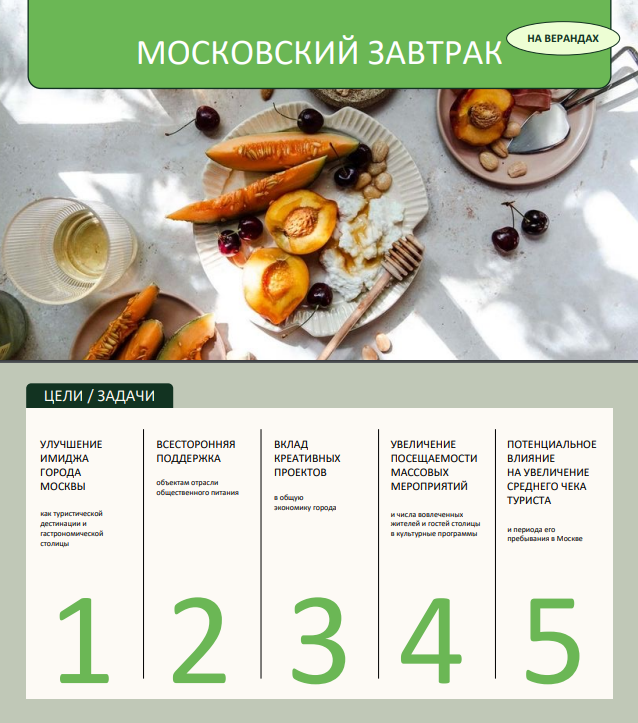 МОСКОВСКИЙ ЗАВТРАК
НА ВЕРАНДАХ
ЦЕЛИ / ЗАДАЧИ
УЛУЧШЕНИЕ
ИМИДЖА
ГОРОДА
МОСКВЫ
как туристической
дестинации и
гастрономической
столицы
1
ВСЕСТОРОННЯЯ
ПОДДЕРЖКА
объектам отрасли
общественного питания
2
ВКЛАД
КРЕАТИВНЫХ
ПРОЕКТОВ
в общую
экономику города
3
УВЕЛИЧЕНИЕ
ПОСЕЩАЕМОСТИ
МАССОВЫХ
МЕРОПРИЯТИЙ
и числа вовлеченных
жителей и гостей столицы
в культурные программы
4
ПОТЕНЦИАЛЬНОЕ
ВЛИЯНИЕ
НА УВЕЛИЧЕНИЕ
СРЕДНЕГО ЧЕКА
ТУРИСТА
и периода его
пребывания в Москве
5